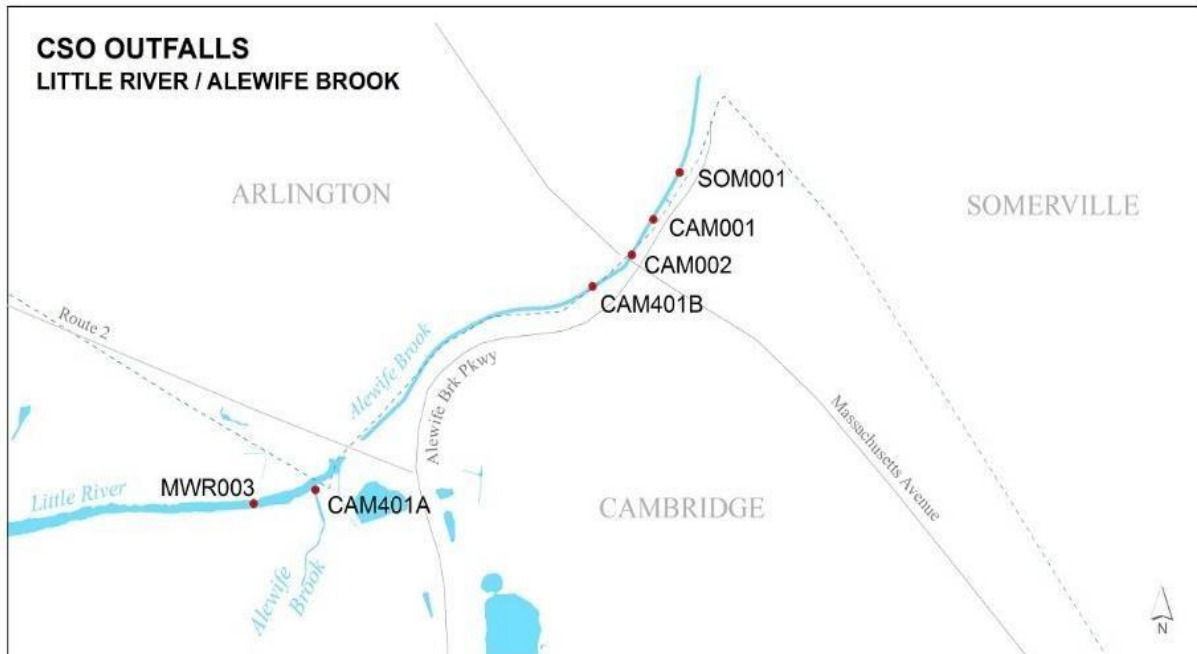 CSO OUTFALLS
LITTLE RIVER / ALEWIFE BROOK
ARLINGTON
SOMERVILLE
SOM001
CAM001
CAM002
CAM401B
Route 2
Alewife Brook
Alewife Brk Pkwy
Massachusetts Avenue
Little River
MWR003
CAM401A
CAMBRIDGE
Alewife
Brook
N